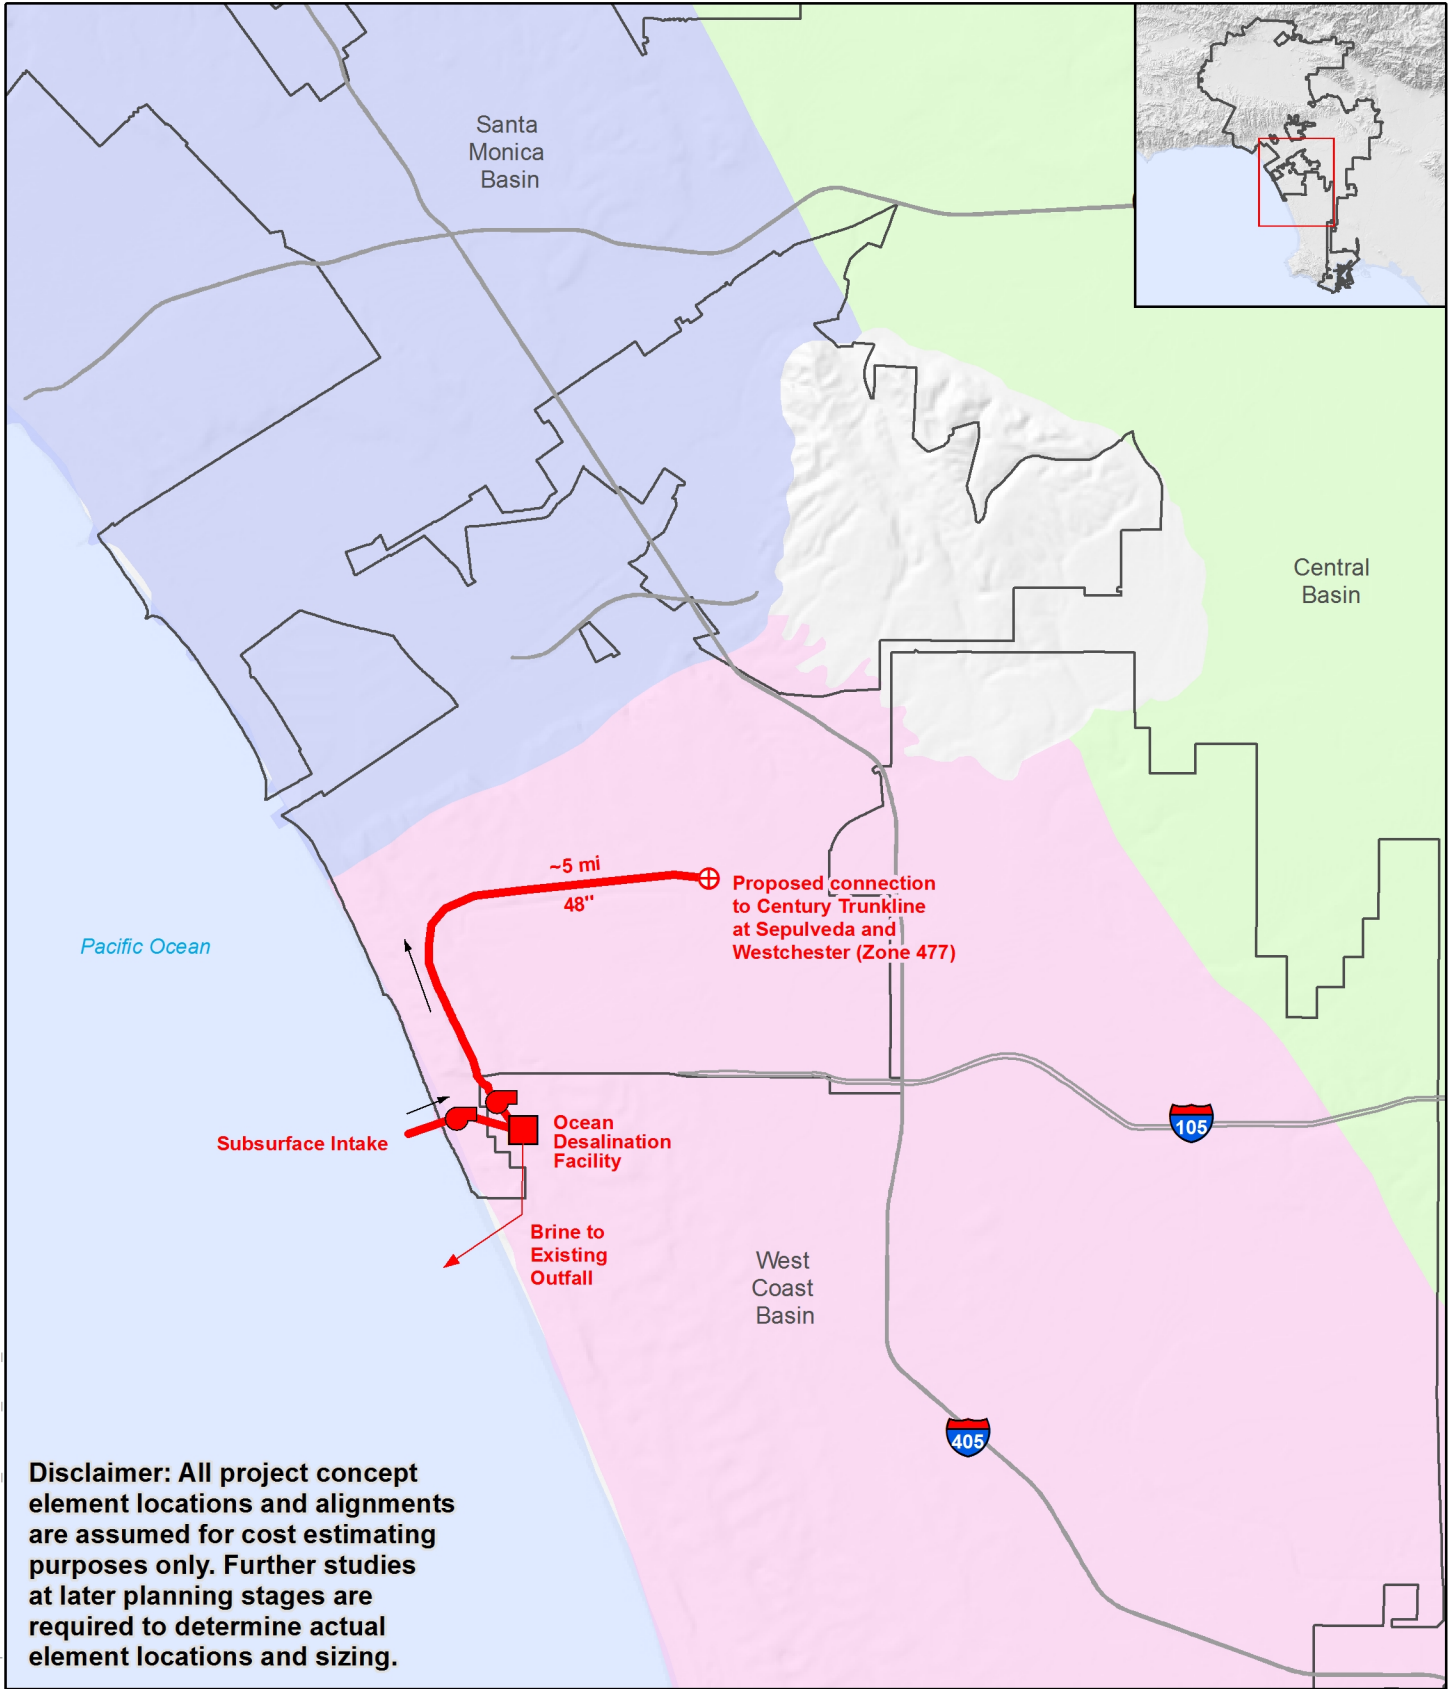 Santa
Monica
Basin
Central
Basin
~5 mi
48"
Proposed connection
to Century Trunkline
at Sepulveda and
Westchester (Zone 477)
Pacific Ocean
Subsurface Intake
Ocean
Desalination
Facility
105
Brine to
Existing
Outfall
West
Coast
Basin
405
Disclaimer: All project concept
element locations and alignments
are assumed for cost estimating
purposes only. Further studies
at later planning stages are
required to determine actual
element locations and sizing.